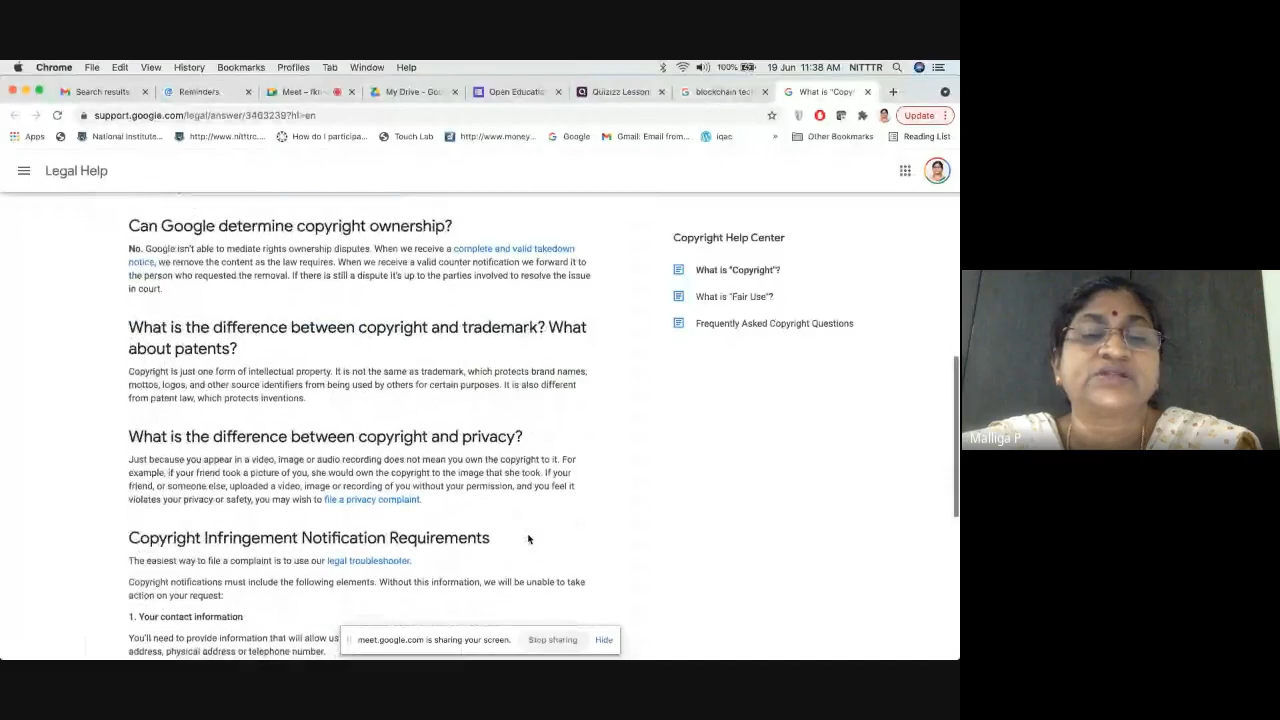 Chrome File Edit View History Bookmarks Profiles Tab Window Help 100% 19 Jun 11:38 AM NITTTR
Search results Reminders Meet – My Drive – Goo Open Educatio Quizizz Lesson blockchain tec What is "Copy
support.google.com/legal/answer/3463239?hl=en Update
Apps National Institute... http://www.nitttrc.... How do I participa... Touch Lab http://www.money... Google Gmail: Email from... iqac » Other Bookmarks Reading List
Legal Help
Can Google determine copyright ownership?
No. Google isn't able to mediate rights ownership disputes. When we receive a complete and valid takedown
notice, we remove the content as the law requires. When we receive a valid counter notification we forward it to
the person who requested the removal. If there is still a dispute it's up to the parties involved to resolve the issue
in court.
What is the difference between copyright and trademark? What
about patents?
Copyright is just one form of intellectual property. It is not the same as trademark, which protects brand names,
mottos, logos, and other source identifiers from being used by others for certain purposes. It is also different
from patent law, which protects inventions.
What is the difference between copyright and privacy?
Just because you appear in a video, image or audio recording does not mean you own the copyright to it. For
example, if your friend took a picture of you, she would own the copyright to the image that she took. If your
friend, or someone else, uploaded a video, image or recording of you without your permission, and you feel it
violates your privacy or safety, you may wish to file a privacy complaint.
Copyright Infringement Notification Requirements
The easiest way to file a complaint is to use our legal troubleshooter.
Copyright notifications must include the following elements. Without this information, we will be unable to take
action on your request:
1. Your contact information
You'll need to provide information that will allow us
address, physical address or telephone number.
meet.google.com is sharing your screen. Stop sharing Hide
Copyright Help Center
What is "Copyright"?
What is "Fair Use"?
Frequently Asked Copyright Questions
Malliga P